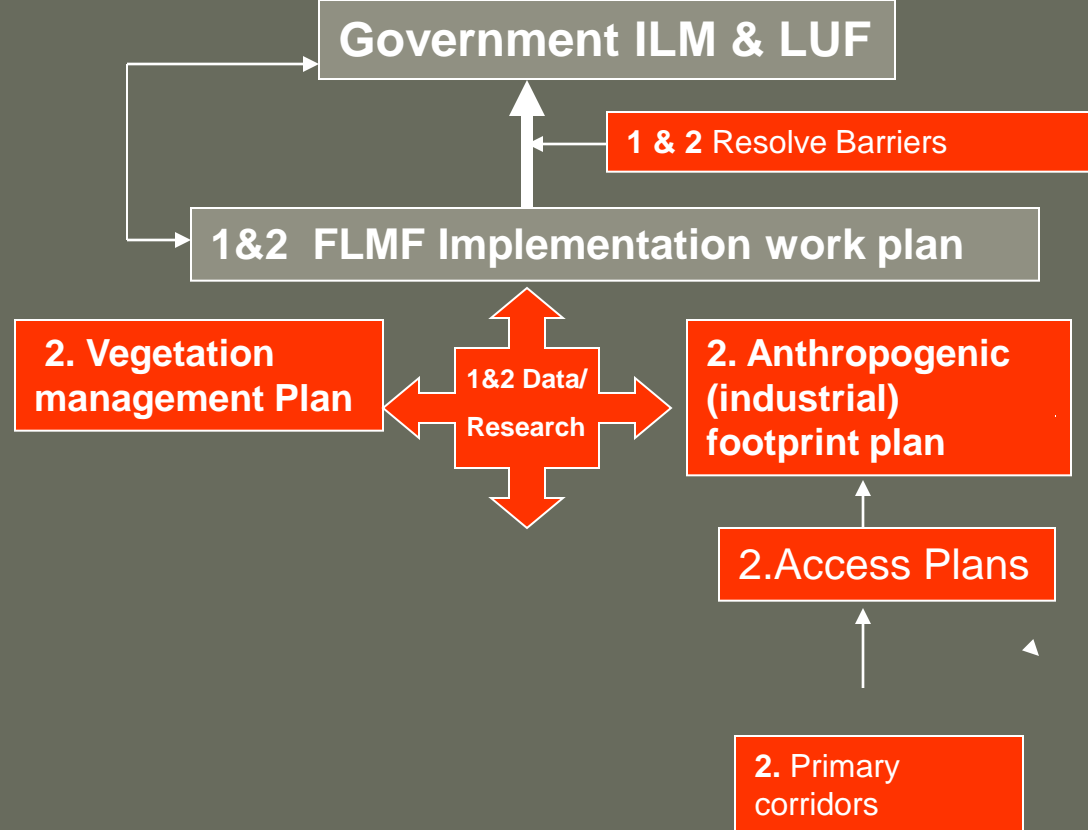 Government ILM & LUF
1 & 2 Resolve Barriers
1&2 FLMF Implementation work plan
2. Vegetation
management Plan
1&2 Data/
Research
2. Anthropogenic
(industrial)
footprint plan
2.Access Plans
2. Primary
corridors